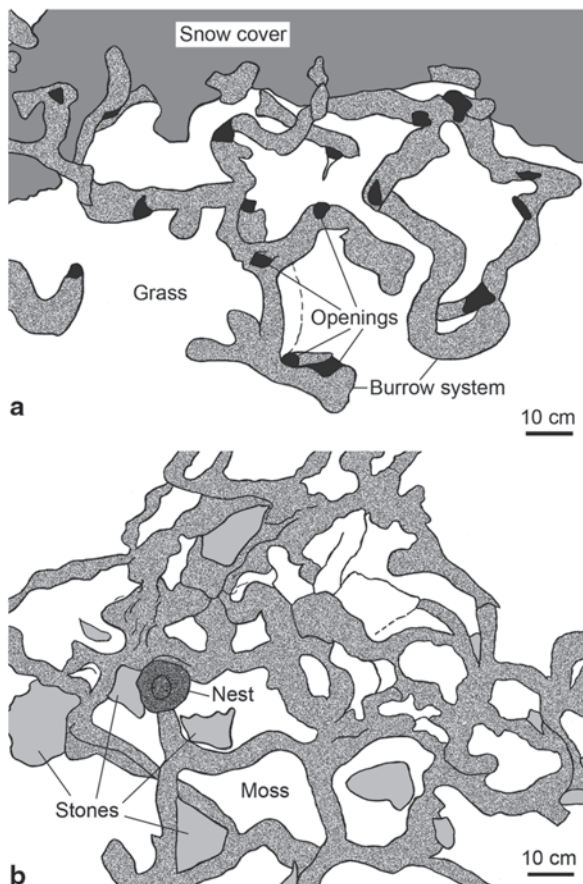 Snow cover
Grass
Openings
Burrow system
a
10 cm
Nest
Stones
Moss
b
10 cm